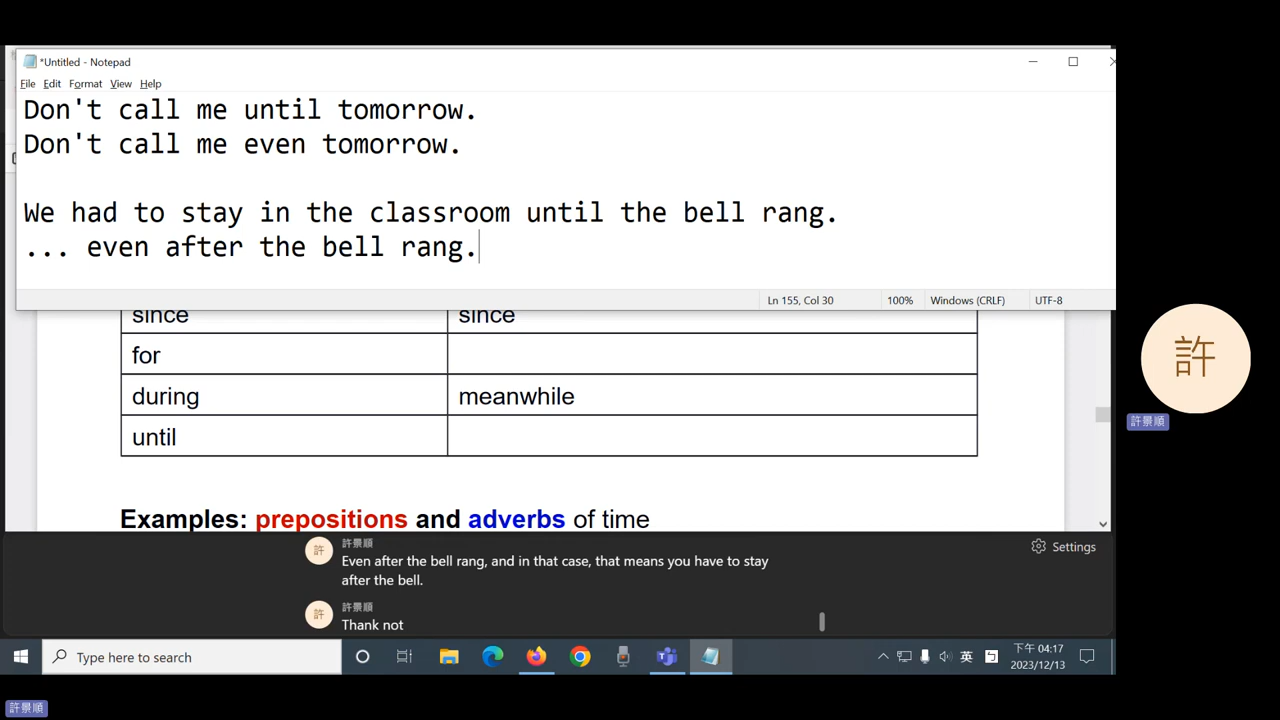 *Untitled - Notepad
File Edit Format View Help
Don't call me until tomorrow.
Don't call me even tomorrow.
We had to stay in the classroom until the bell rang.
... even after the bell rang.
Ln 155, Col 30 100% Windows (CRLF) UTF-8
since since
for
during meanwhile
until
Examples: prepositions and adverbs of time
許
許景順
許
許景順
Even after the bell rang, and in that case, that means you have to stay
after the bell.
Settings
許
許景順
Thank not
Type here to search
英
下午 04:17
2023/12/13
許景順